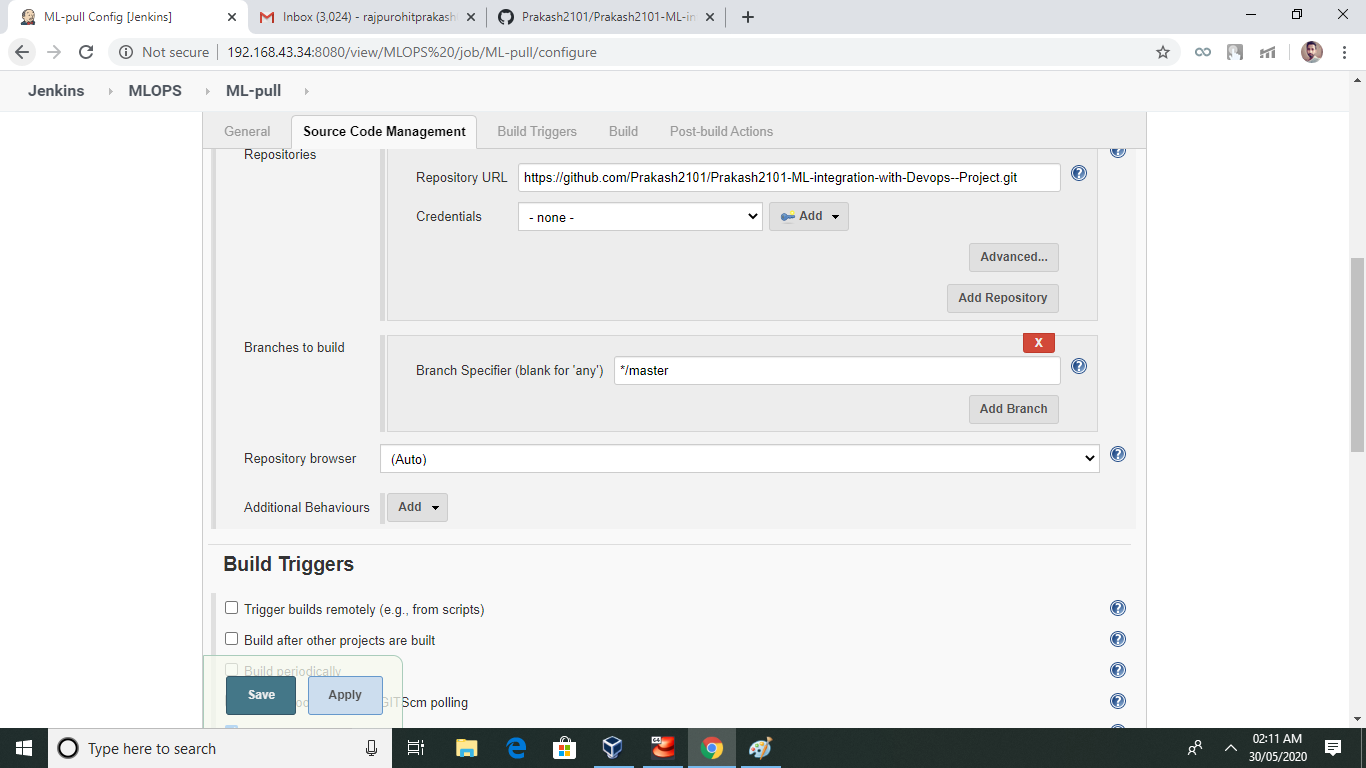 ML-pull Config [Jenkins]
Inbox (3,024) - rajpurohitprakash
Prakash2101/Prakash2101-ML-in
Not secure
192.168.43.34:8080/view/MLOPS%20/job/ML-pull/configure
Jenkins
MLOPS
ML-pull
General
Source Code Management
Build Triggers
Build
Post-build Actions
Repositories
Repository URL
https://github.com/Prakash2101/Prakash2101-ML-integration-with-Devops--Project.git
Credentials
- none -
Add
Advanced...
Add Repository
Branches to build
X
Branch Specifier (blank for 'any')
*/master
Add Branch
Repository browser
(Auto)
Additional Behaviours
Add
Build Triggers
Trigger builds remotely (e.g., from scripts)
Build after other projects are built
Build periodically
GITScm polling
Save
Apply
Type here to search
02:11 AM
30/05/2020